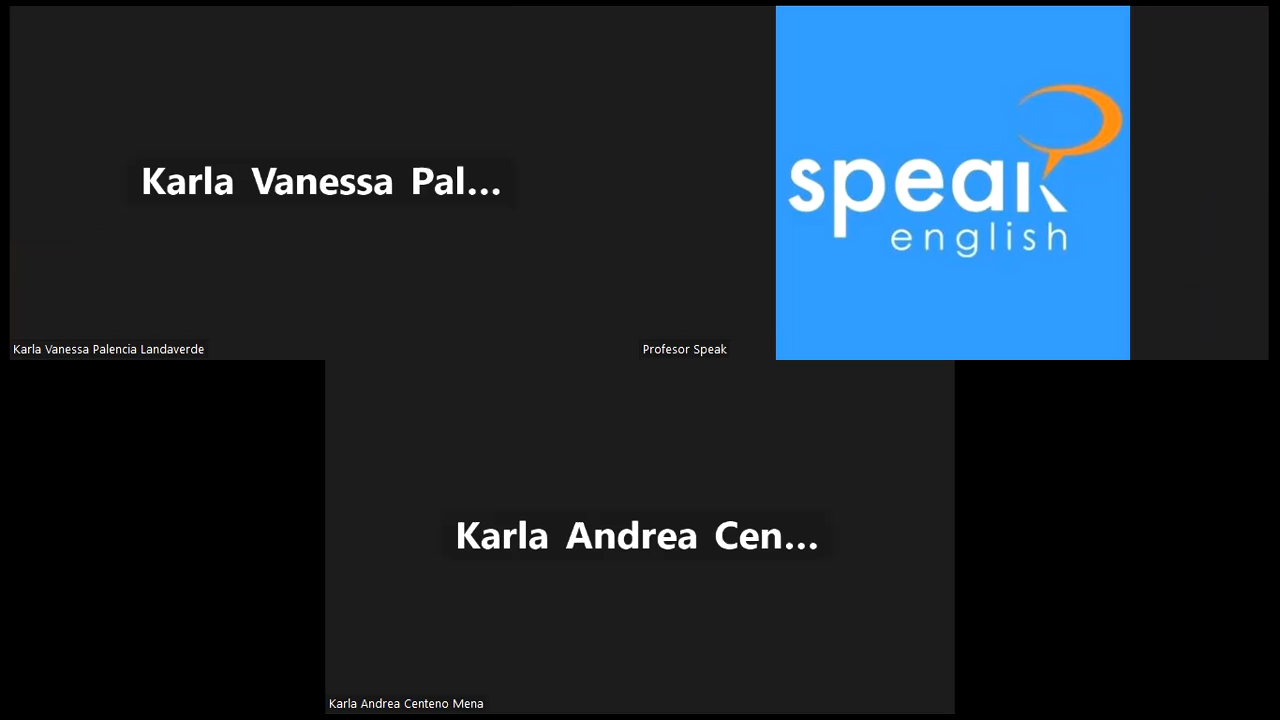 Karla Vanessa Pal...
Karla Vanessa Palencia Landaverde
speak
english
Profesor Speak
Karla Andrea Cen...
Karla Andrea Centeno Mena